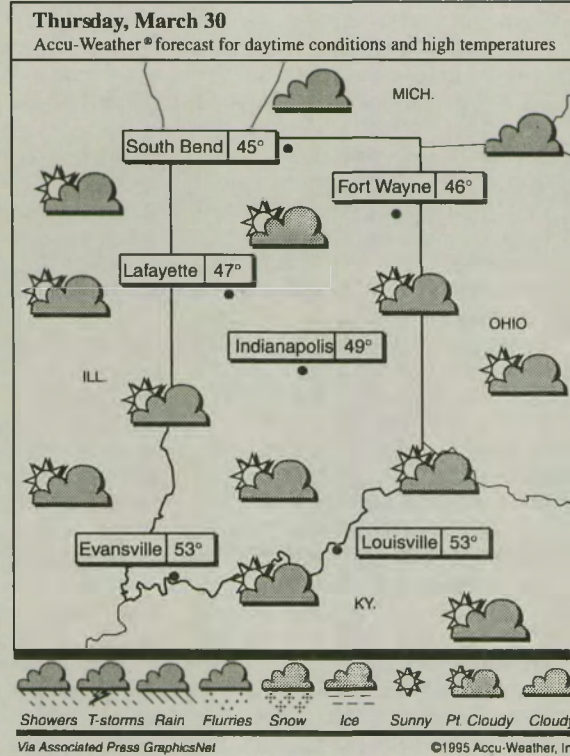 Thursday, March 30
Accu-Weather® forecast for daytime conditions and high temperatures
MICH.
South Bend 45°
Fort Wayne 46°
Lafayette 47°
OHIO
Indianapolis 49°
ILL.
Evansville 53°
Louisville 53°
KY.
Showers T-storms Rain Flurries Snow Ice Sunny Pt. Cloudy Cloudy
Via Associated Press GraphicsNet ©1995 Accu-Weather, In